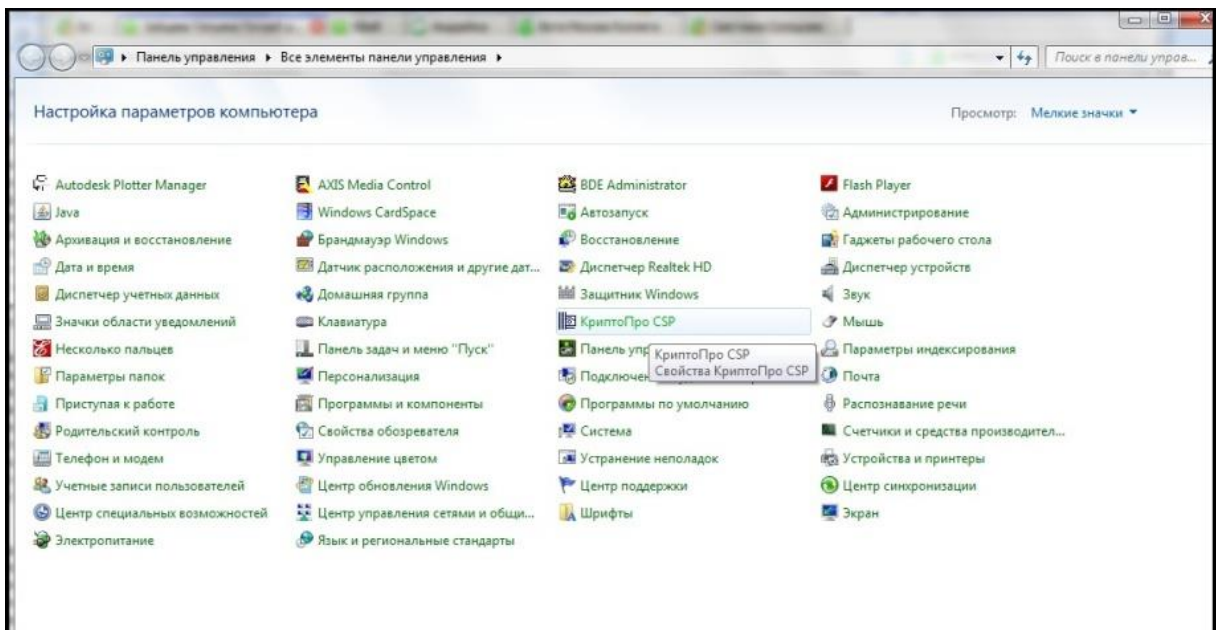 Панель управления ▸ Все элементы панели управления ▸
Поиск в панели управ...
Настройка параметров компьютера
Просмотр: Мелкие значки
Autodesk Plotter Manager AXIS Media Control BDE Administrator Flash Player
Java Windows CardSpace Автозапуск Администрирование
Архивация и восстановление Брандмауэр Windows Восстановление Гаджеты рабочего стола
Дата и время Датчик расположения и другие дат... Диспетчер Realtek HD Диспетчер устройств
Диспетчер учетных данных Домашняя группа Защитник Windows Звук
Значки области уведомлений Клавиатура КриптоПро CSP Мышь
Несколько пальцев Панель задач и меню "Пуск" Панель упр Параметры индексирования
КриптоПро CSP
Свойства КриптоПро CSP
Параметры папок Персонализация Подключен Почта
Приступая к работе Программы и компоненты Программы по умолчанию Распознавание речи
Родительский контроль Свойства обозревателя Система Счетчики и средства производител...
Телефон и модем Управление цветом Устранение неполадок Устройства и принтеры
Учетные записи пользователей Центр обновления Windows Центр поддержки Центр синхронизации
Центр специальных возможностей Центр управления сетями и общи... Шрифты Экран
Электропитание Язык и региональные стандарты